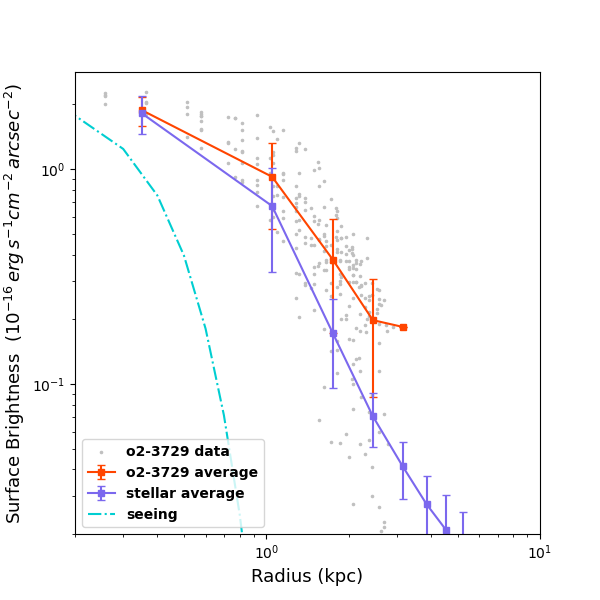 Surface Brightness (10⁻¹⁶ erg s⁻¹cm⁻² arcsec⁻²)
10⁰
10⁻¹
o2-3729 data
o2-3729 average
stellar average
seeing
10⁰ 10¹
Radius (kpc)